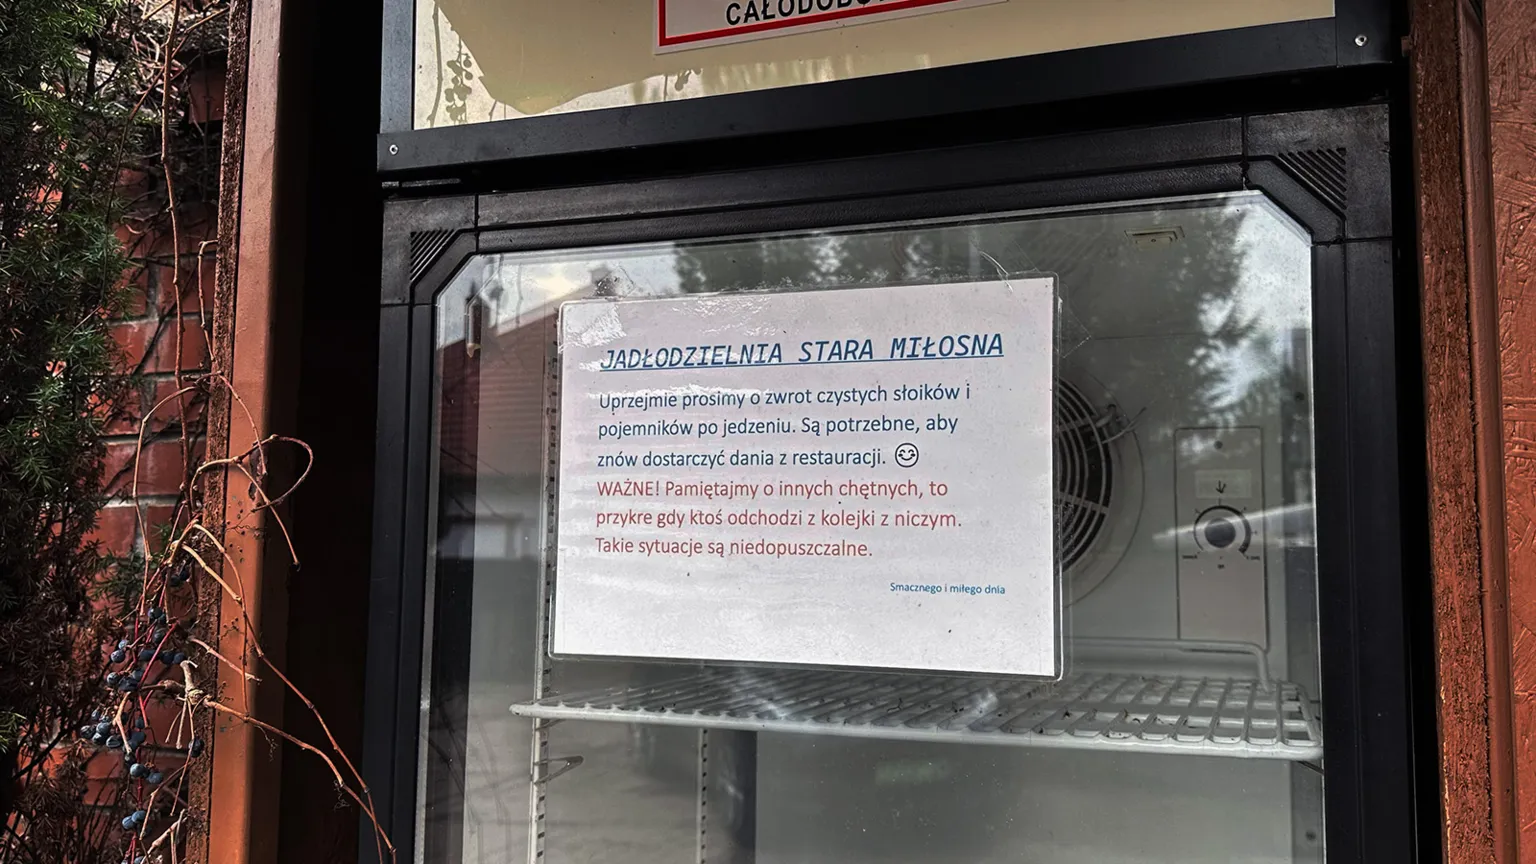 JADŁODZIELNIA STARA MIŁOSNA
Uprzejmie prosimy o zwrot czystych słoików i
pojemników po jedzeniu. Są potrzebne, aby
znów dostarczyć dania z restauracji. 😊
WAŻNE! Pamiętajmy o innych chętnych, to
przykre gdy ktoś odchodzi z kolejki z niczym.
Takie sytuacje są niedopuszczalne.
Smacznego i miłego dnia